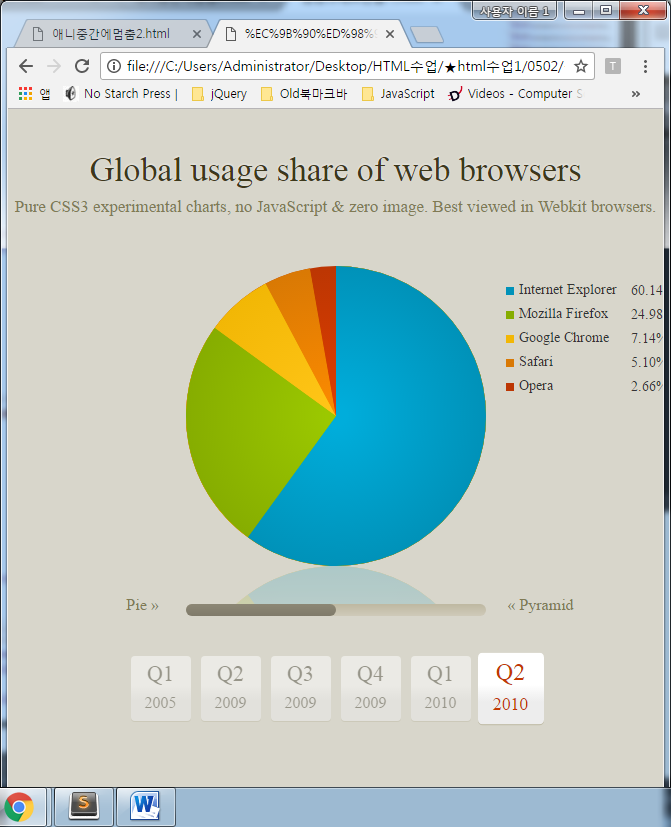 사용자 이름 1
애니중간에멈춤2.html
%EC%9B%90%ED%98%
file:///C:/Users/Administrator/Desktop/HTML수업/★html수업1/0502/
앱 No Starch Press | jQuery Old북마크바 JavaScript Videos - Computer S »
Global usage share of web browsers
Pure CSS3 experimental charts, no JavaScript & zero image. Best viewed in Webkit browsers.
Internet Explorer 60.14
Mozilla Firefox 24.98
Google Chrome 7.14%
Safari 5.10%
Opera 2.66%
Pie » « Pyramid
Q1 Q2 Q3 Q4 Q1 Q2
2005 2009 2009 2009 2010 2010